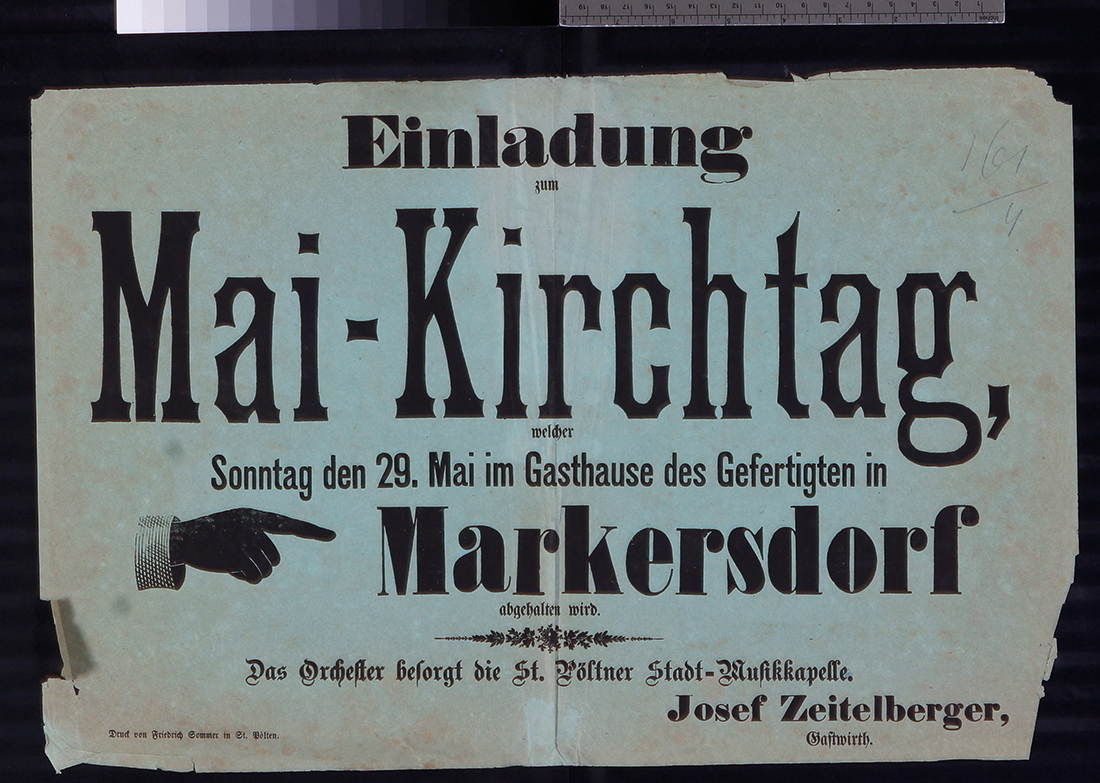 Einladung
zum
Mai-Kirchtag,
welcher
Sonntag den 29. Mai im Gasthause des Gefertigten in
Markersdorf
abgehalten wird.
Das Orchester besorgt die St. Pöltner Stadt-Musikkapelle.
Josef Zeitelberger,
Gastwirth.
Druck von Friedrich Sommer in St. Pölten.